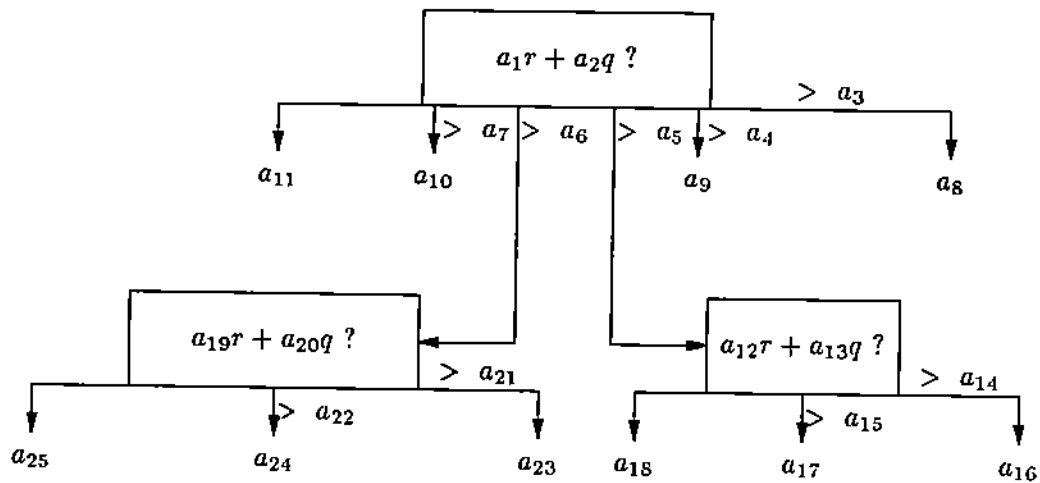 a₁r + a₂q ?
> a₃
> a₇ > a₆ > a₅ > a₄
a₁₁ a₁₀ a₉ a₈
a₁₉r + a₂₀q ? a₁₂r + a₁₃q ?
> a₂₁ > a₁₄
> a₂₂ > a₁₅
a₂₅ a₂₄ a₂₃ a₁₈ a₁₇ a₁₆